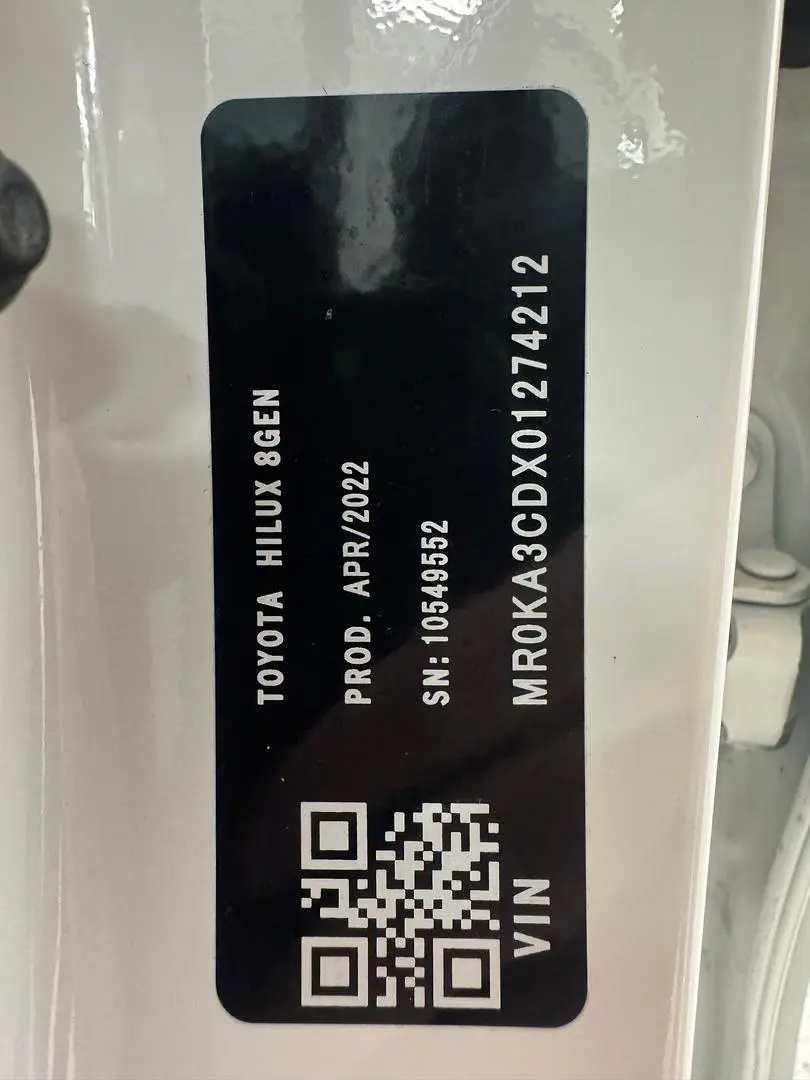 TOYOTA HILUX 8GEN
PROD. APR/2022
SN: 10549552
VIN MR0KA3CDX01274212